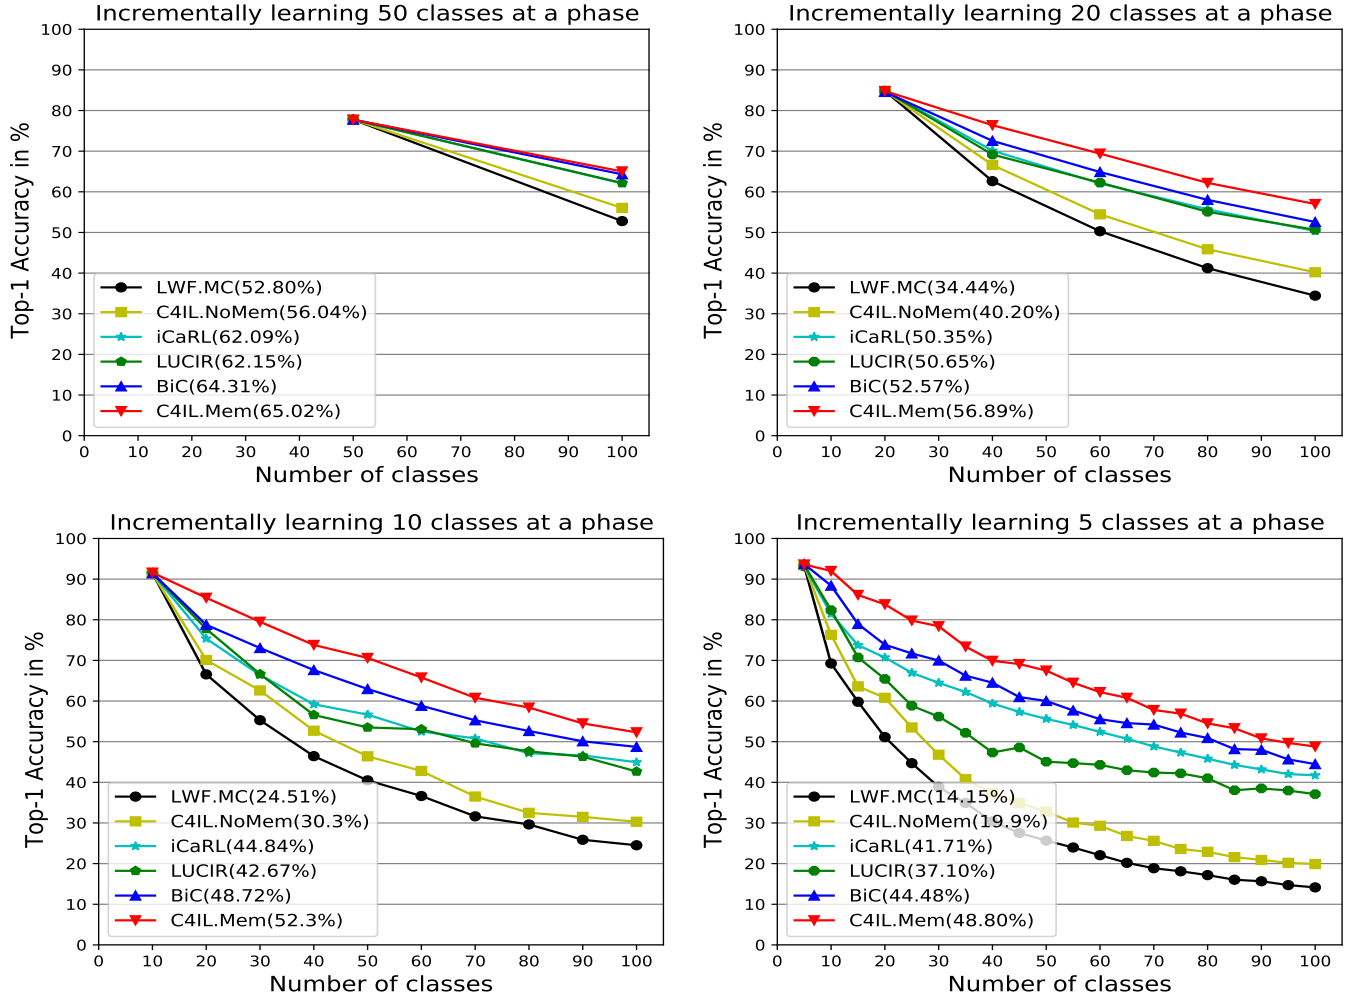 Incrementally learning 50 classes at a phase
100
90
80
70
60
50
40
30
20
10
0
Top-1 Accuracy in %
LWF.MC(52.80%)
C4IL.NoMem(56.04%)
iCaRL(62.09%)
LUCIR(62.15%)
BiC(64.31%)
C4IL.Mem(65.02%)
0 10 20 30 40 50 60 70 80 90 100
Number of classes
Incrementally learning 20 classes at a phase
100
90
80
70
60
50
40
30
20
10
0
Top-1 Accuracy in %
LWF.MC(34.44%)
C4IL.NoMem(40.20%)
iCaRL(50.35%)
LUCIR(50.65%)
BiC(52.57%)
C4IL.Mem(56.89%)
0 10 20 30 40 50 60 70 80 90 100
Number of classes
Incrementally learning 10 classes at a phase
100
90
80
70
60
50
40
30
20
10
0
Top-1 Accuracy in %
LWF.MC(24.51%)
C4IL.NoMem(30.3%)
iCaRL(44.84%)
LUCIR(42.67%)
BiC(48.72%)
C4IL.Mem(52.3%)
0 10 20 30 40 50 60 70 80 90 100
Number of classes
Incrementally learning 5 classes at a phase
100
90
80
70
60
50
40
30
20
10
0
Top-1 Accuracy in %
LWF.MC(14.15%)
C4IL.NoMem(19.9%)
iCaRL(41.71%)
LUCIR(37.10%)
BiC(44.48%)
C4IL.Mem(48.80%)
0 10 20 30 40 50 60 70 80 90 100
Number of classes